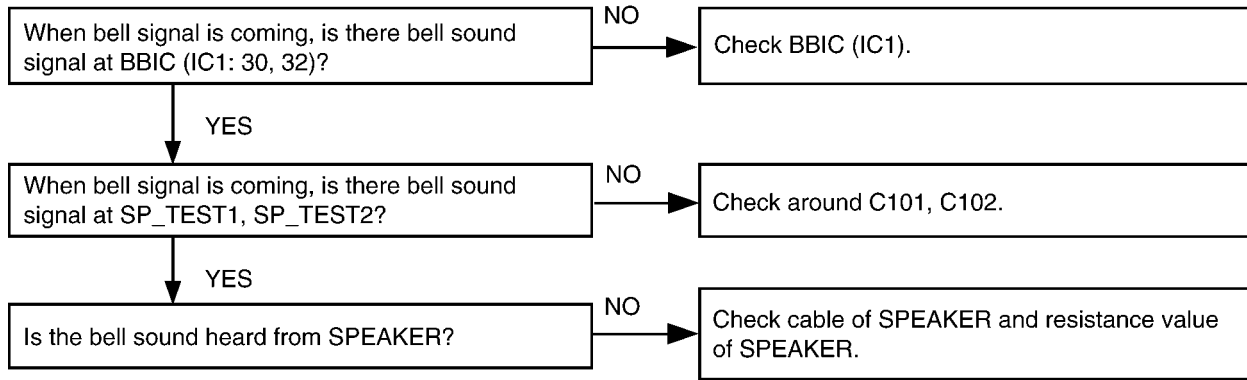 When bell signal is coming, is there bell sound
signal at BBIC (IC1: 30, 32)?
NO
Check BBIC (IC1).
YES
When bell signal is coming, is there bell sound
signal at SP_TEST1, SP_TEST2?
NO
Check around C101, C102.
YES
Is the bell sound heard from SPEAKER?
NO
Check cable of SPEAKER and resistance value
of SPEAKER.